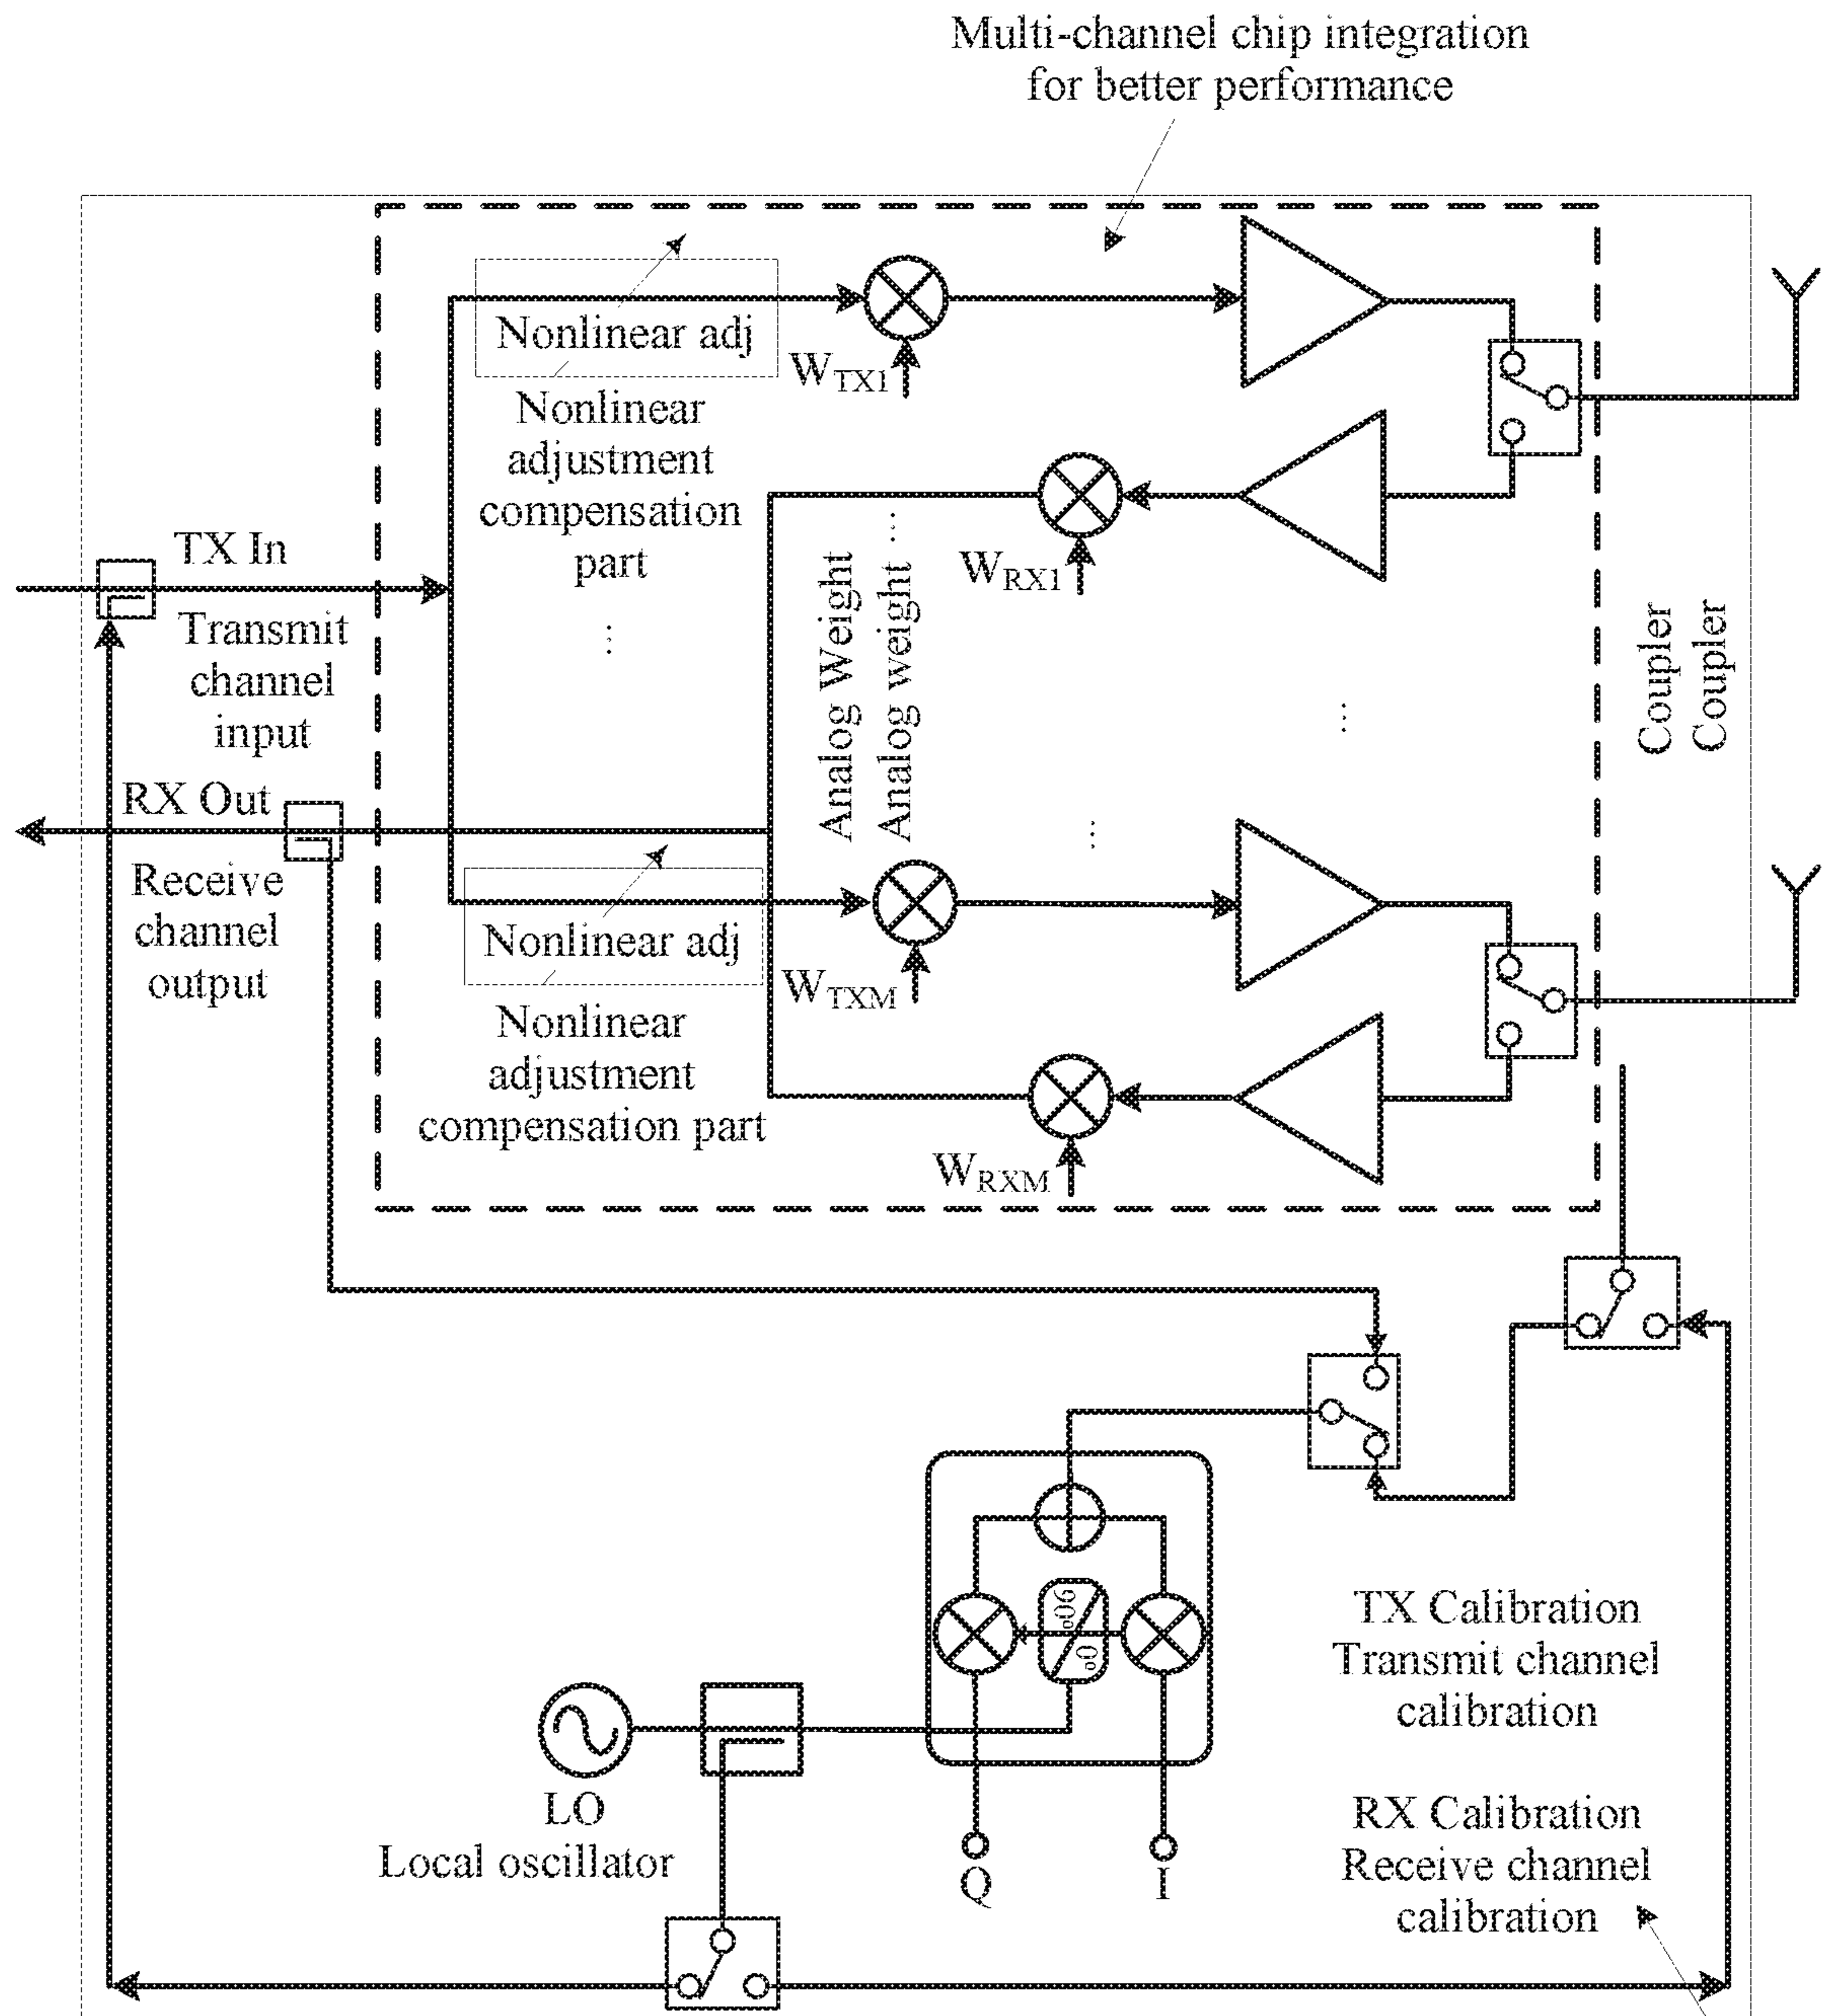 Multi-channel chip integration
for better performance
Nonlinear adj
Nonlinear
adjustment
compensation
part
WTX1
WRX1
TX In
Transmit
channel
input
...
Analog Weight
Analog weight ...
...
Coupler
Coupler
RX Out
Receive
channel
output
...
Nonlinear adj
Nonlinear
adjustment
compensation part
WTXM
WRXM
90°
0°
TX Calibration
Transmit channel
calibration
LO
Local oscillator
Q
I
RX Calibration
Receive channel
calibration